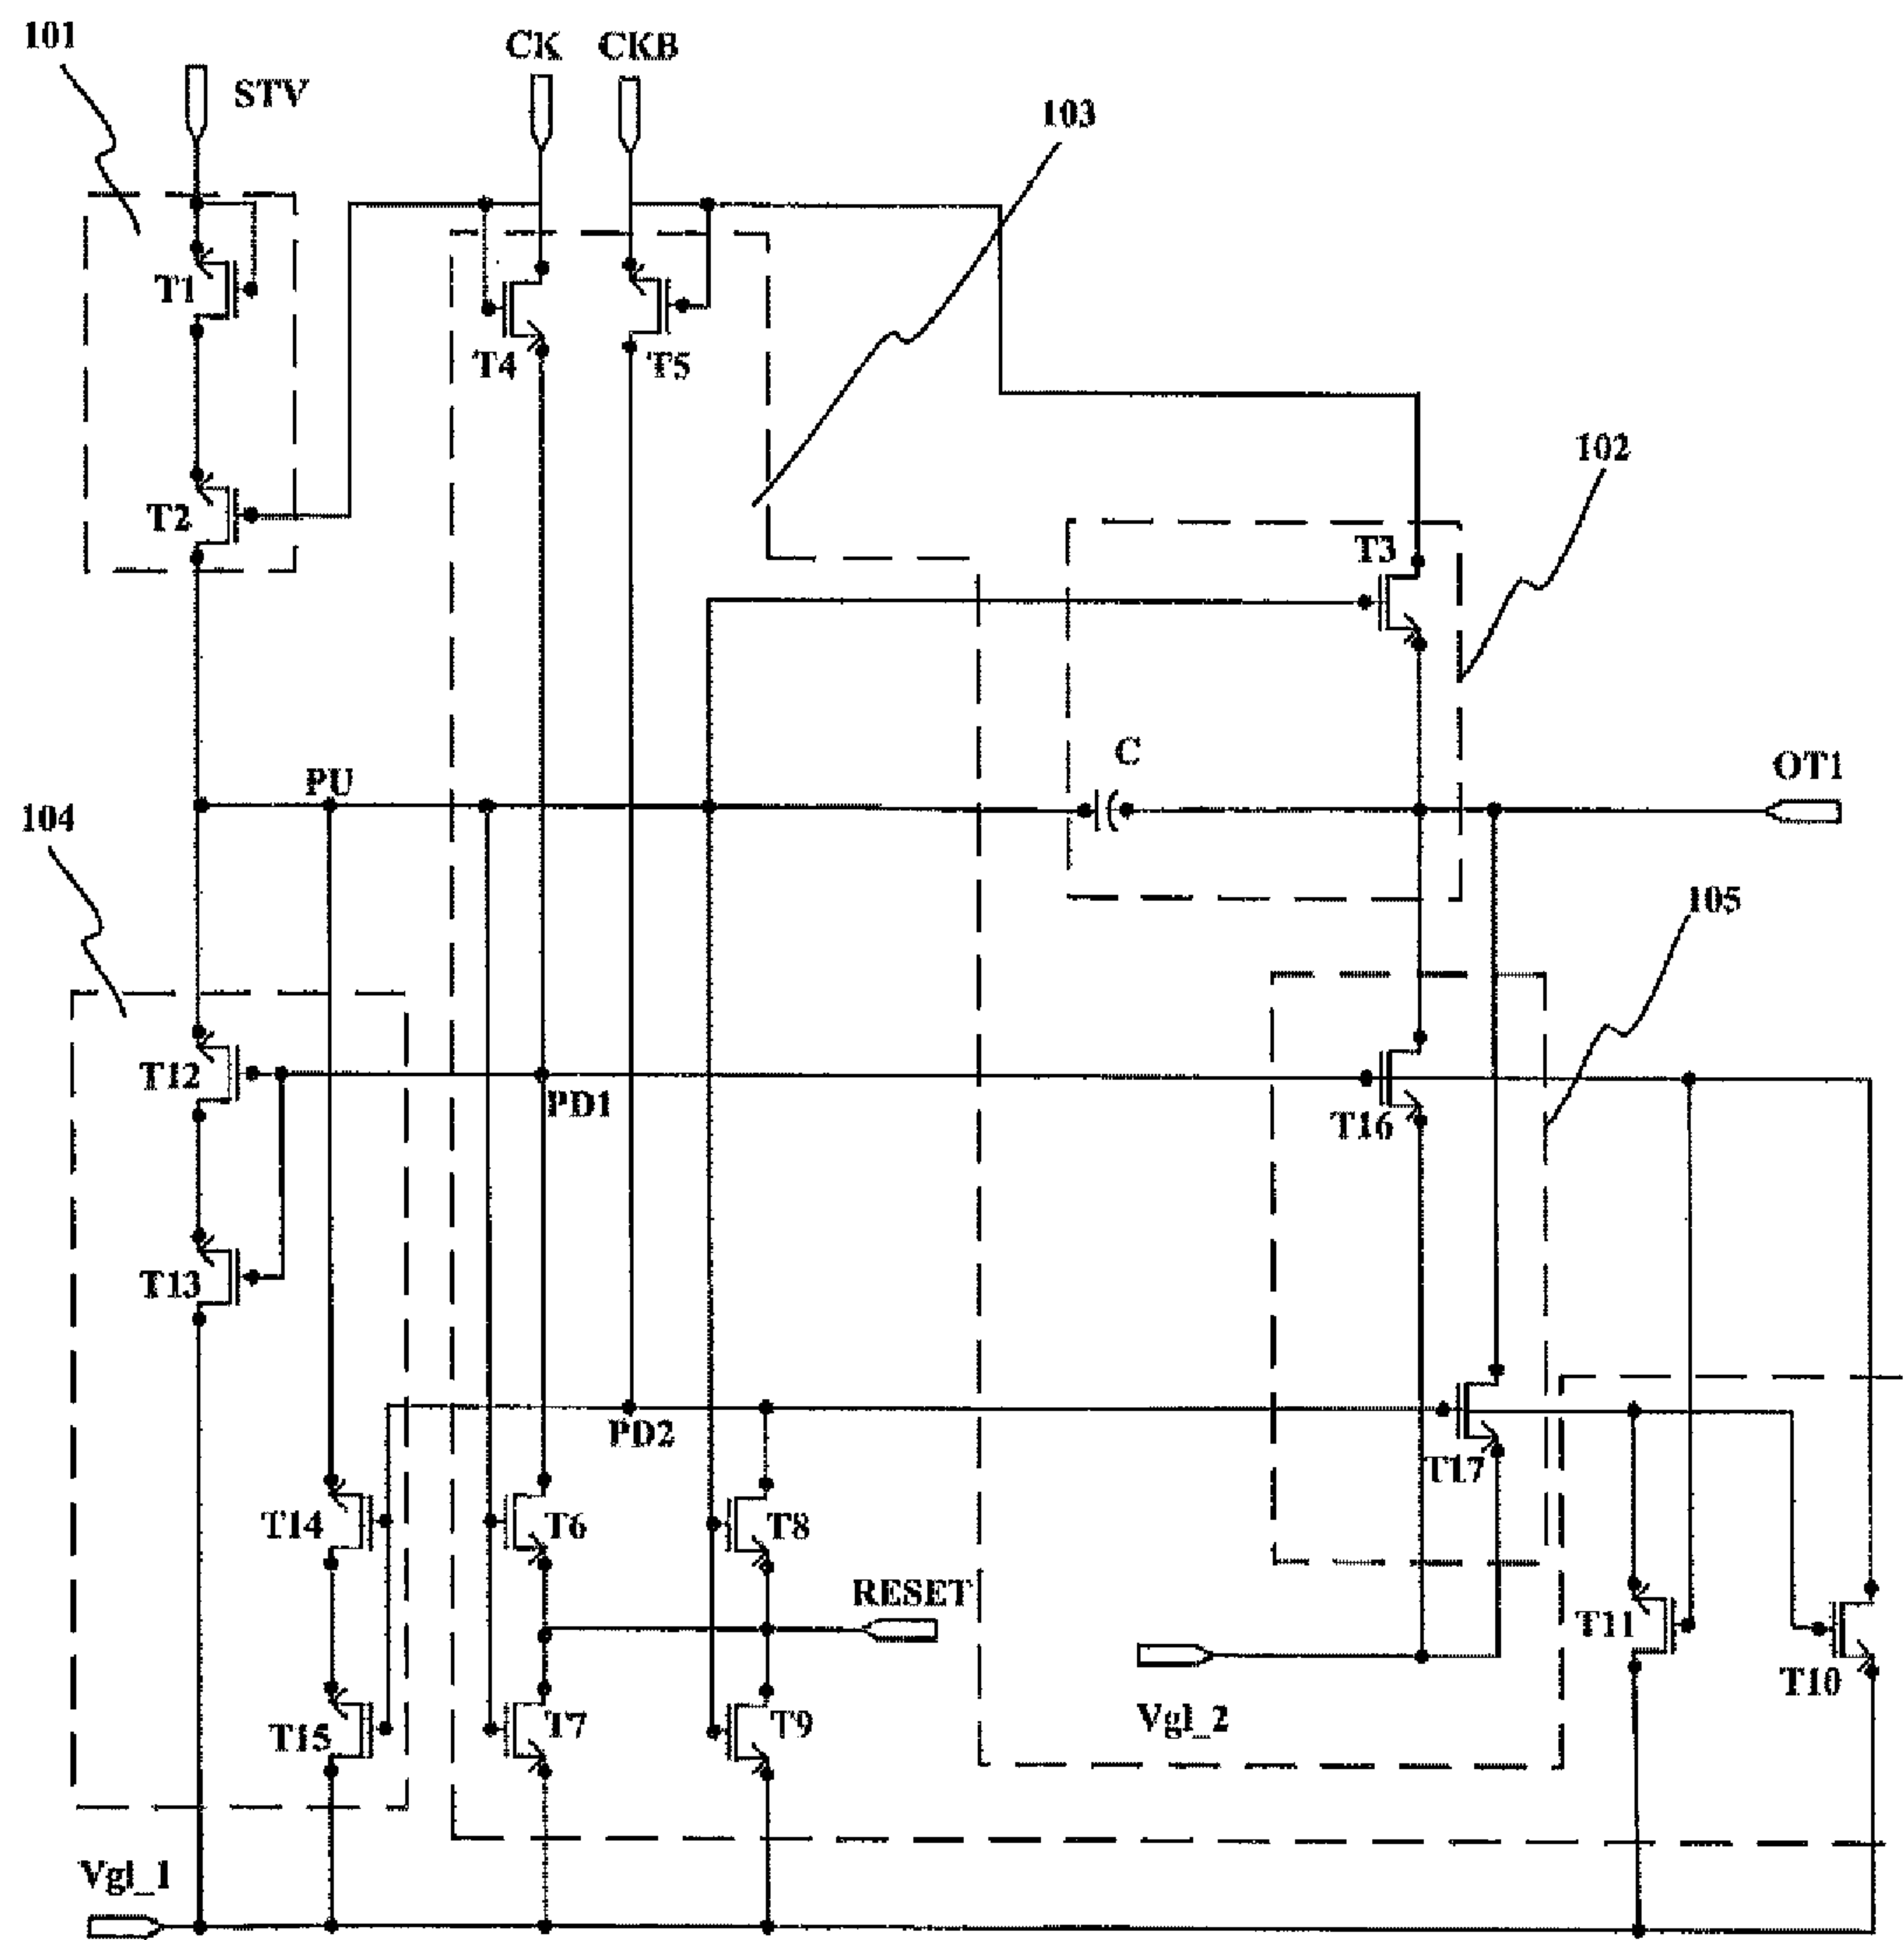 101
STV
CK
CKB
103
T1
T4
T5
T2
102
T3
PU
C
OT1
104
105
T12
PD1
T16
T13
PD2
T17
T14
T6
T8
RESET
T11
T10
T15
T7
T9
Vgl_2
Vgl_1